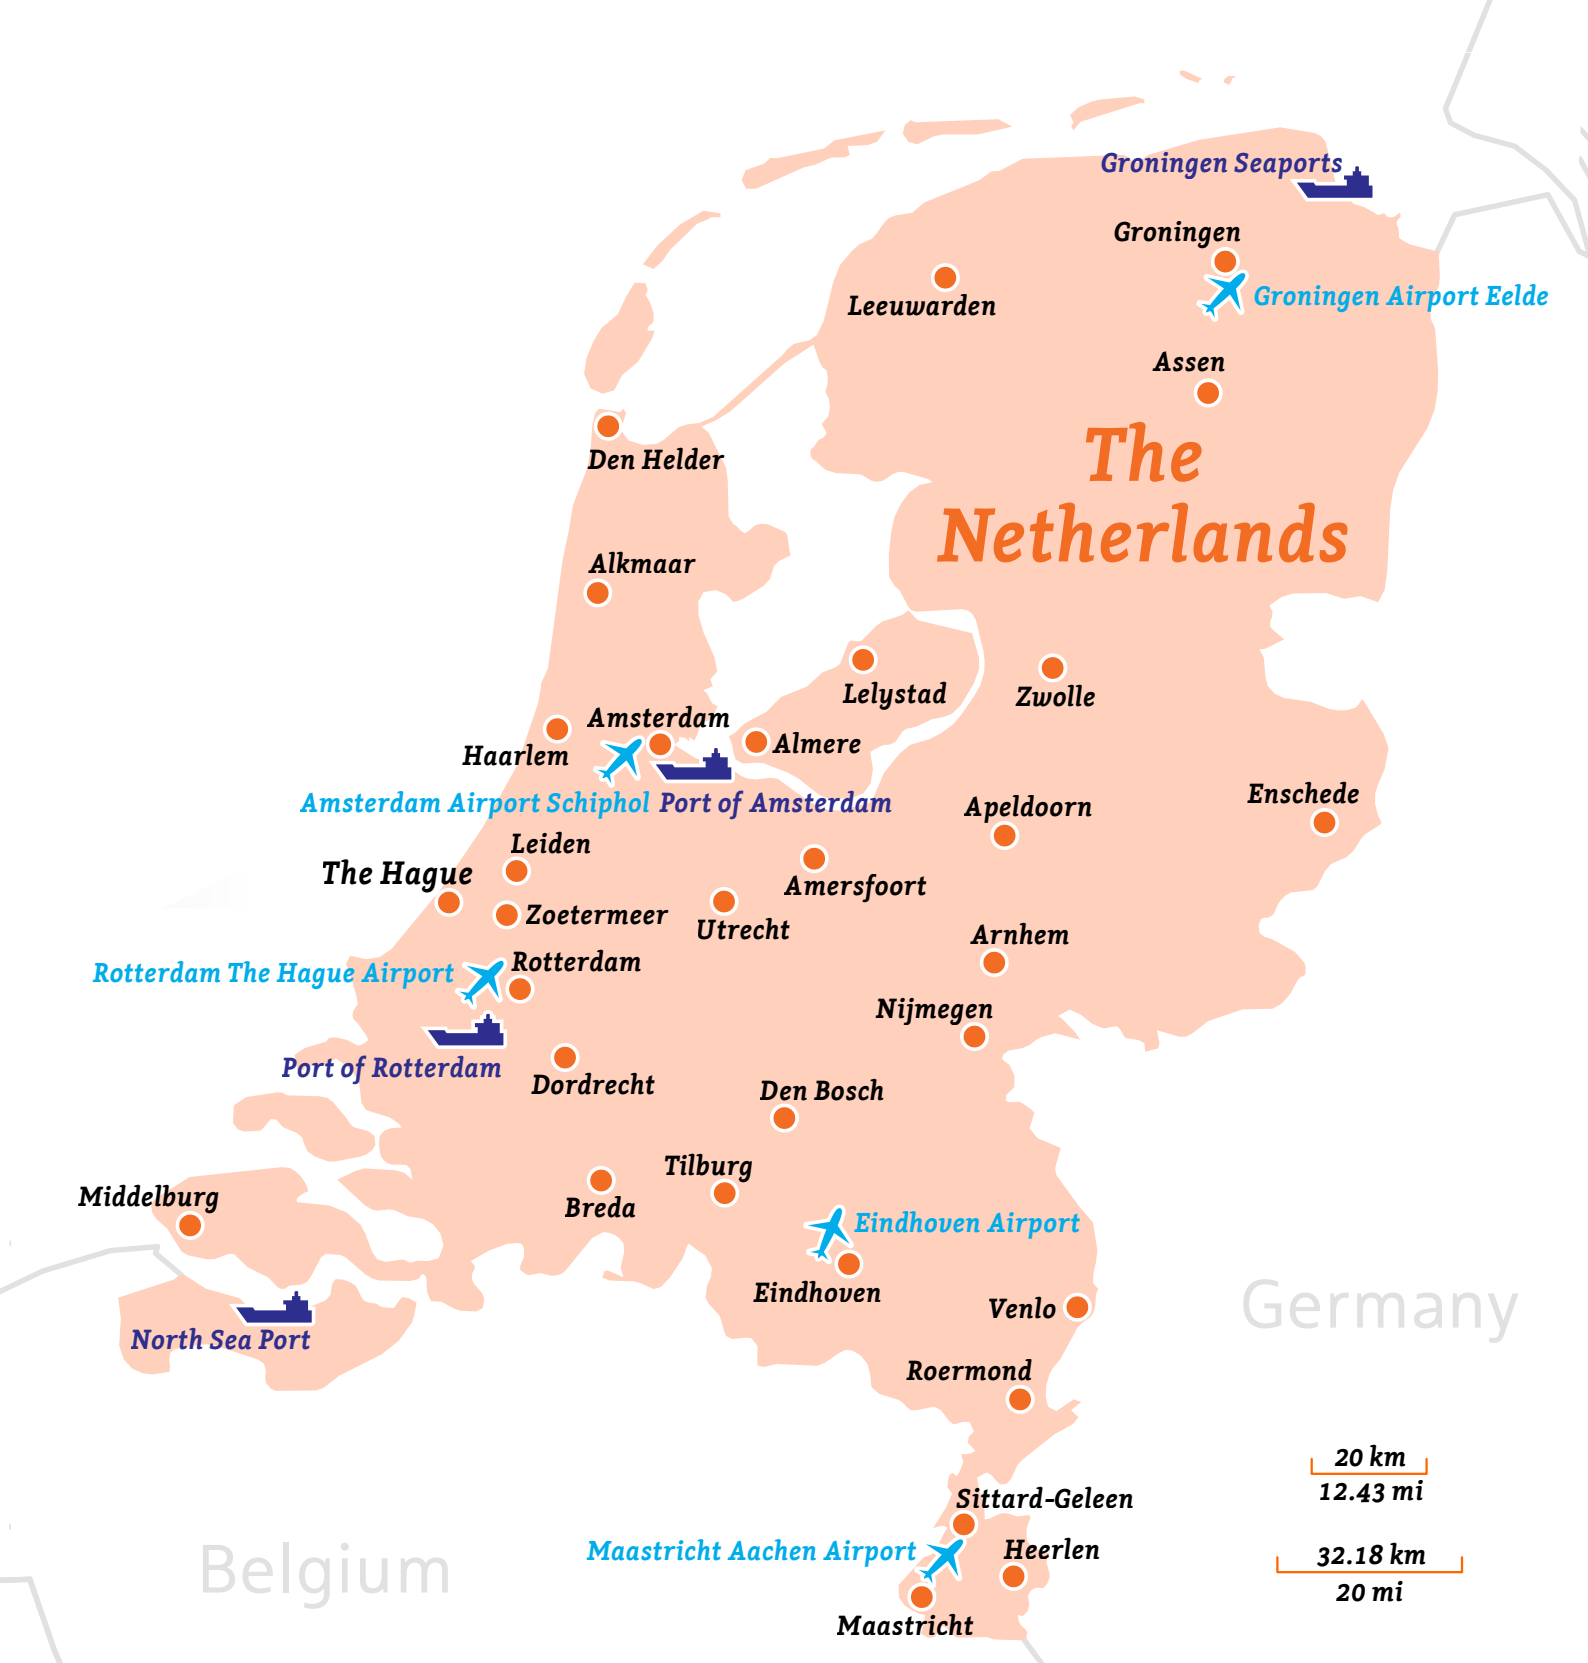 Groningen Seaports
Groningen
Leeuwarden
Groningen Airport Eelde
Assen
The
Netherlands
Den Helder
Alkmaar
Lelystad
Zwolle
Amsterdam
Haarlem
Almere
Amsterdam Airport Schiphol
Port of Amsterdam
Apeldoorn
Enschede
Leiden
The Hague
Amersfoort
Zoetermeer
Utrecht
Arnhem
Rotterdam The Hague Airport
Rotterdam
Nijmegen
Port of Rotterdam
Dordrecht
Den Bosch
Tilburg
Middelburg
Breda
Eindhoven Airport
Eindhoven
Venlo
Germany
North Sea Port
Roermond
20 km
12.43 mi
Sittard-Geleen
Maastricht Aachen Airport
Heerlen
32.18 km
20 mi
Belgium
Maastricht